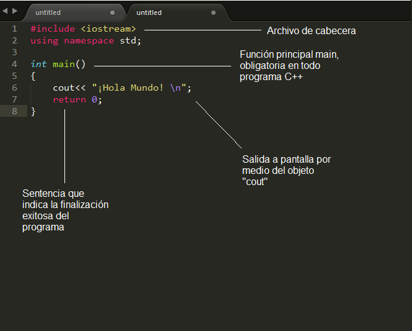 untitled
untitled
1 #include <iostream>
2 using namespace std;
3
4 int main()
5 {
6 cout<< "¡Hola Mundo! \n";
7 return 0;
8 }
Archivo de cabecera
Función principal main,
obligatoria en todo
programa C++
Salida a pantalla por
medio del objeto
"cout"
Sentencia que
indica la finalización
exitosa del
programa